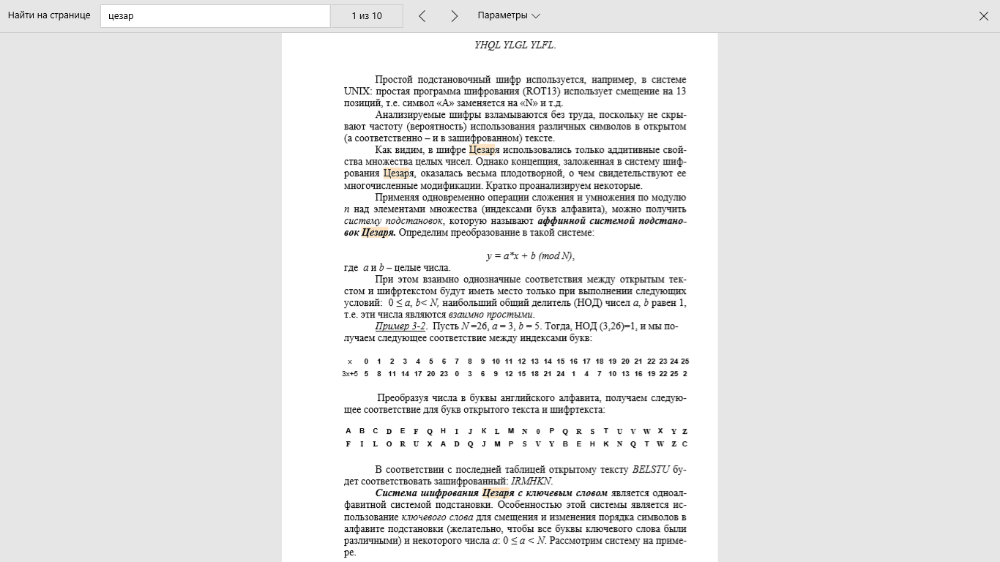 Найти на странице цезар 1 из 10 Параметры
YHQL YLGL YLFL.
Простой подстановочный шифр используется, например, в системе
UNIX: простая программа шифрования (ROT13) использует смещение на 13
позиций, т.е. символ «А» заменяется на «N» и т.д.
Анализируемые шифры взламываются без труда, поскольку не скры-
вают частоту (вероятность) использования различных символов в открытом
(а соответственно – и в зашифрованном) тексте.
Как видим, в шифре Цезаря использовались только аддитивные свой-
ства множества целых чисел. Однако концепция, заложенная в систему шиф-
рования Цезаря, оказалась весьма плодотворной, о чем свидетельствуют ее
многочисленные модификации. Кратко проанализируем некоторые.
Применяя одновременно операции сложения и умножения по модулю
n над элементами множества (индексами букв алфавита), можно получить
систему подстановок, которую называют аффинной системой подстано-
вок Цезаря. Определим преобразование в такой системе:
y = a*x + b (mod N),
где a и b – целые числа.
При этом взаимно однозначные соответствия между открытым тек-
стом и шифртекстом будут иметь место только при выполнении следующих
условий: 0 ≤ a, b< N, наибольший общий делитель (НОД) чисел a, b равен 1,
т.е. эти числа являются взаимно простыми.
Пример 3-2. Пусть N =26, a = 3, b = 5. Тогда, НОД (3,26)=1, и мы по-
лучаем следующее соответствие между индексами букв:
x 0 1 2 3 4 5 6 7 8 9 10 11 12 13 14 15 16 17 18 19 20 21 22 23 24 25
3x+5 5 8 11 14 17 20 23 0 3 6 9 12 15 18 21 24 1 4 7 10 13 16 19 22 25 2
Преобразуя числа в буквы английского алфавита, получаем следую-
щее соответствие для букв открытого текста и шифртекста:
A B C D E F Q H I J K L M N 0 P Q R S T U V W X Y Z
F I L O R U X A D Q J M P S V Y B E H K N Q T W Z C
В соответствии с последней таблицей открытому тексту BELSTU бу-
дет соответствовать зашифрованный: IRMHKN.
Система шифрования Цезаря с ключевым словом является одноал-
фавитной системой подстановки. Особенностью этой системы является ис-
пользование ключевого слова для смещения и изменения порядка символов в
алфавите подстановки (желательно, чтобы все буквы ключевого слова были
различными) и некоторого числа a: 0 ≤ a < N. Рассмотрим систему на приме-
ре.